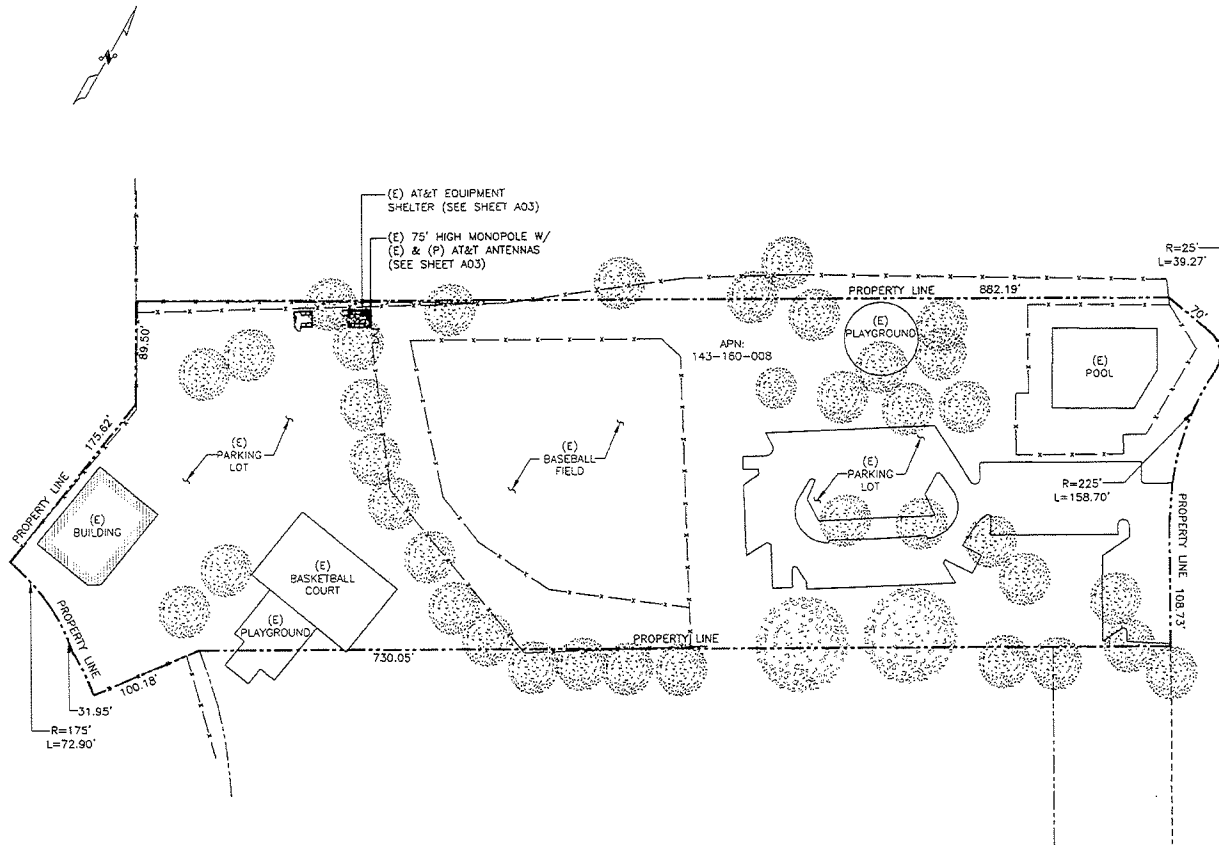 N
(E) AT&T EQUIPMENT
SHELTER (SEE SHEET A03)
(E) 75' HIGH MONOPOLE W/
(E) & (P) AT&T ANTENNAS
(SEE SHEET A03)
R=25'
L=39.27'
PROPERTY LINE 882.19'
70'
89.50'
(E)
PLAYGROUND
APN:
143-160-008
(E)
POOL
175.62'
PROPERTY LINE
(E)
PARKING
LOT
(E)
BASEBALL
FIELD
(E)
PARKING
LOT
R=225'
L=158.70'
(E)
BUILDING
PROPERTY LINE 108.73'
(E)
BASKETBALL
COURT
(E)
PLAYGROUND
PROPERTY LINE
PROPERTY LINE
730.05'
100.18'
31.95'
R=175'
L=72.90'